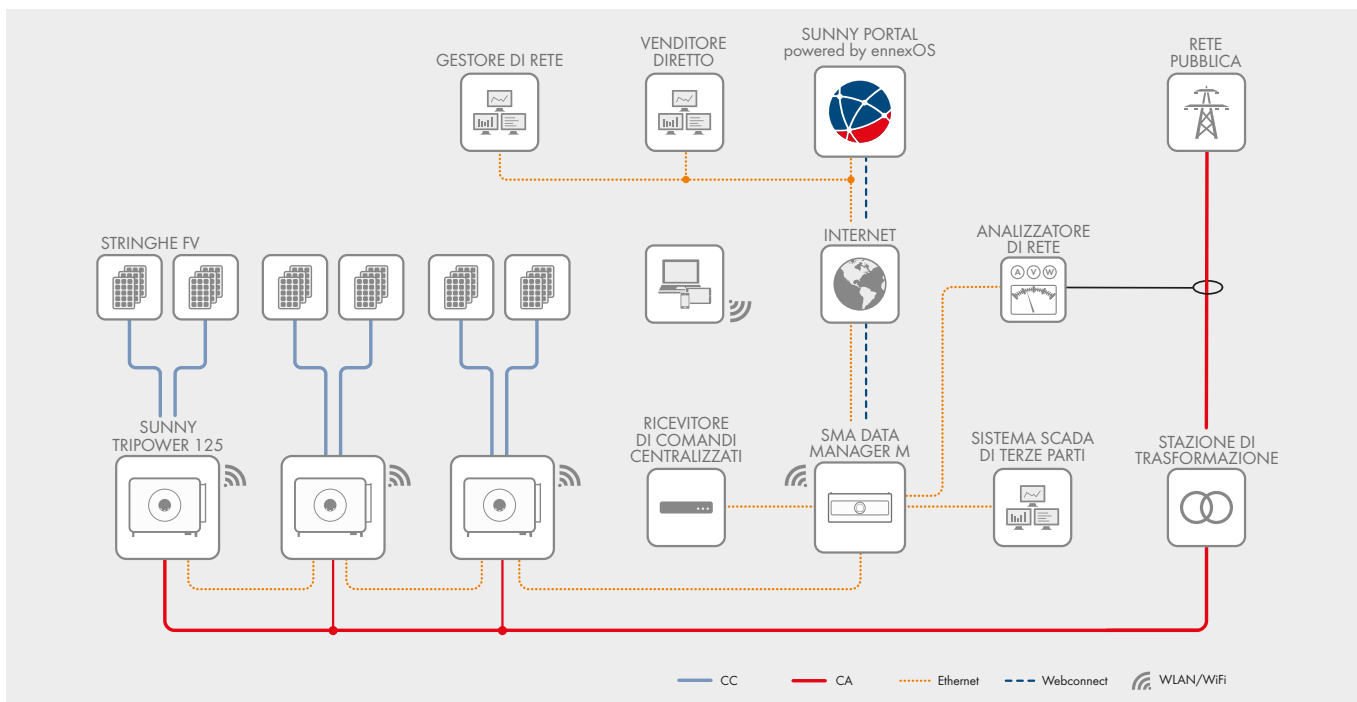 SUNNY PORTAL
powered by ennexOS
VENDITORE
DIRETTO
GESTORE DI RETE
RETE
PUBBLICA
STRINGHE FV
INTERNET
ANALIZZATORE
DI RETE
A V W
SUNNY
TRIPOWER 125
RICEVITORE
DI COMANDI
CENTRALIZZATI
SMA DATA
MANAGER M
SISTEMA SCADA
DI TERZE PARTI
STAZIONE DI
TRASFORMAZIONE
CC
CA
Ethernet
Webconnect
WLAN/WiFi